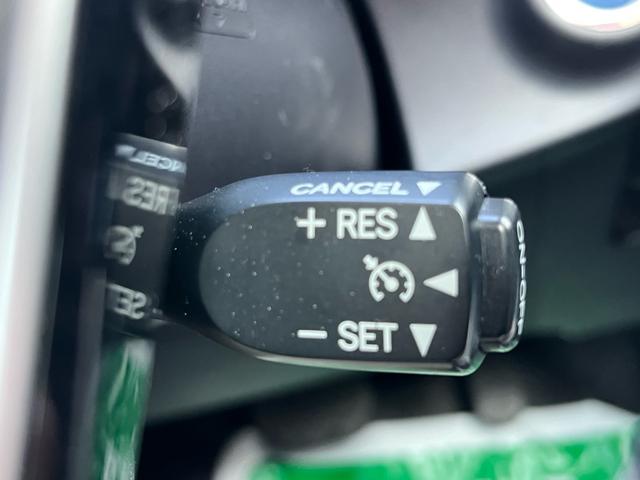 CANCEL
+ RES
- SET
ON-OFF